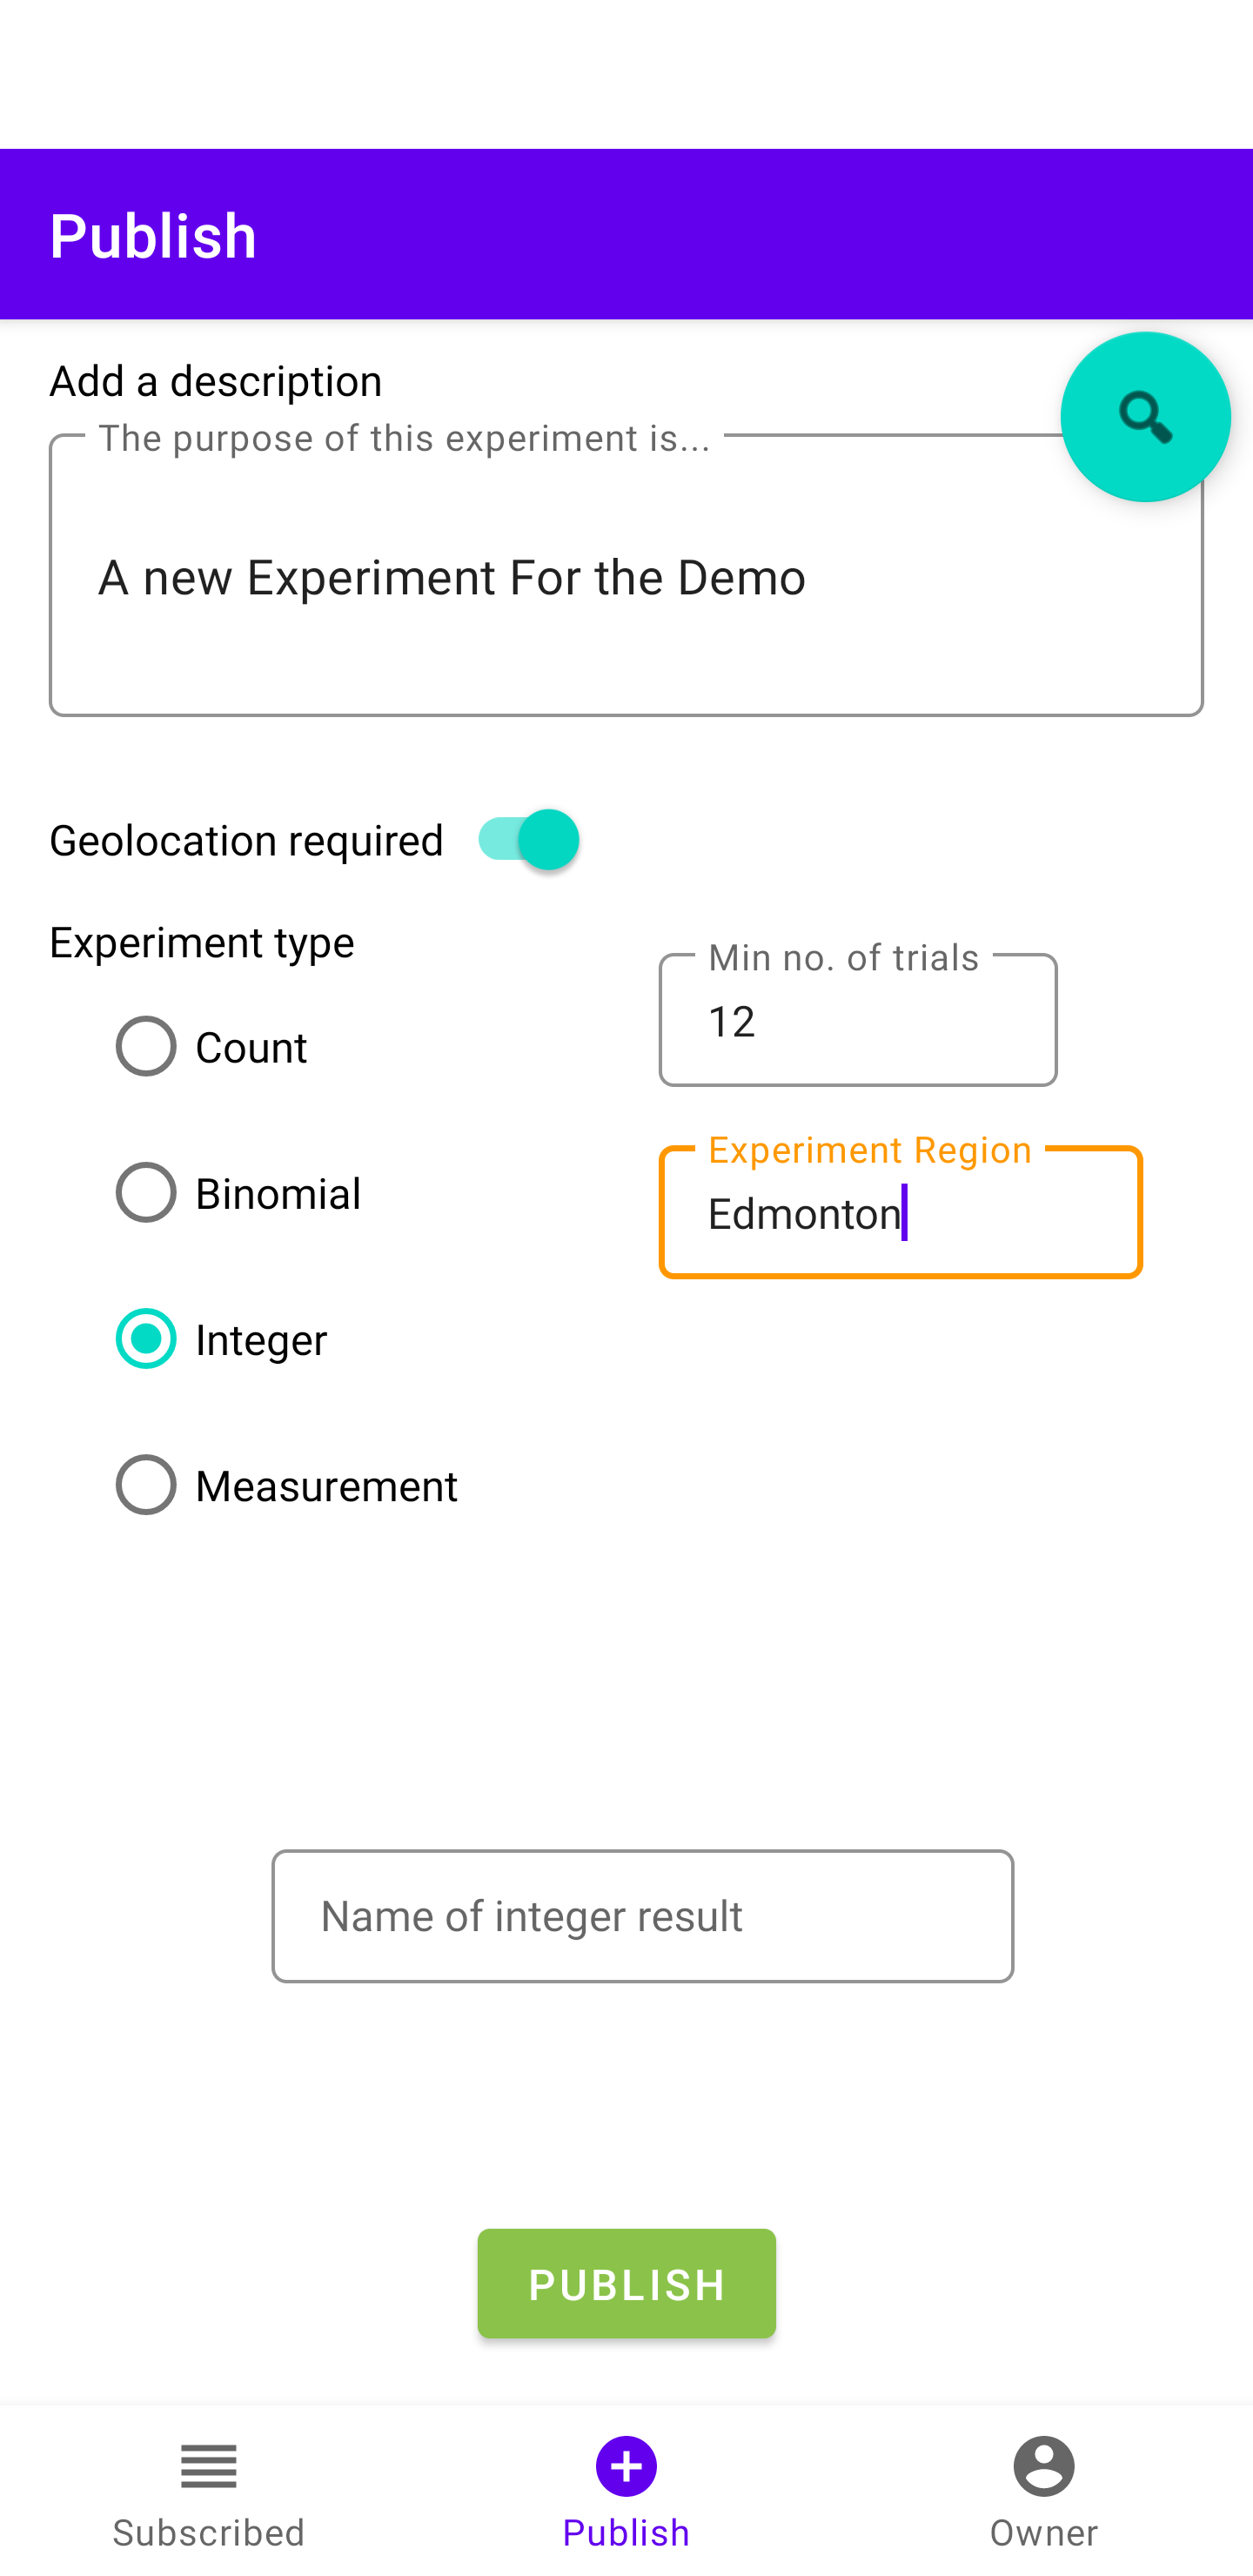 Publish
Add a description
The purpose of this experiment is...
A new Experiment For the Demo
Geolocation required
Experiment type
Min no. of trials
12
Count
Experiment Region
Edmonton
Binomial
Integer
Measurement
Name of integer result
PUBLISH
Subscribed
Publish
Owner